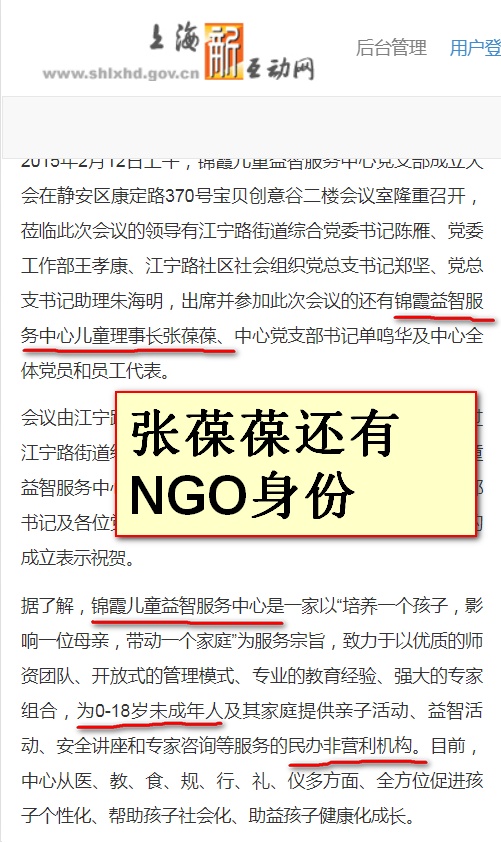 上海新互动网
www.shlxhd.gov.cn
后台管理 用户登
2015年2月12日上午，锦霞儿童益智服务中心党支部成立大
会在静安区康定路370号宝贝创意谷二楼会议室隆重召开，
莅临此次会议的领导有江宁路街道综合党委书记陈雁、党委
工作部王孝康、江宁路社区社会组织党总支书记郑坚、党总
支书记助理朱海明，出席并参加此次会议的还有锦霞益智服
务中心儿童理事长张葆葆、中心党支部书记单鸣华及中心全
体党员和员工代表。
会议由江宁路
江宁路街道
益智服务中
书记及各位
成立表示祝贺。
张葆葆还有
NGO身份
据了解，锦霞儿童益智服务中心是一家以“培养一个孩子，影
响一位母亲，带动一个家庭”为服务宗旨，致力于以优质的师
资团队、开放式的管理模式、专业的教育经验、强大的专家
组合，为0-18岁未成年人及其家庭提供亲子活动、益智活
动、安全讲座和专家咨询等服务的民办非营利机构。目前，
中心从医、教、食、规、行、礼、仪多方面、全方位促进孩
子个性化、帮助孩子社会化、助益孩子健康化成长。